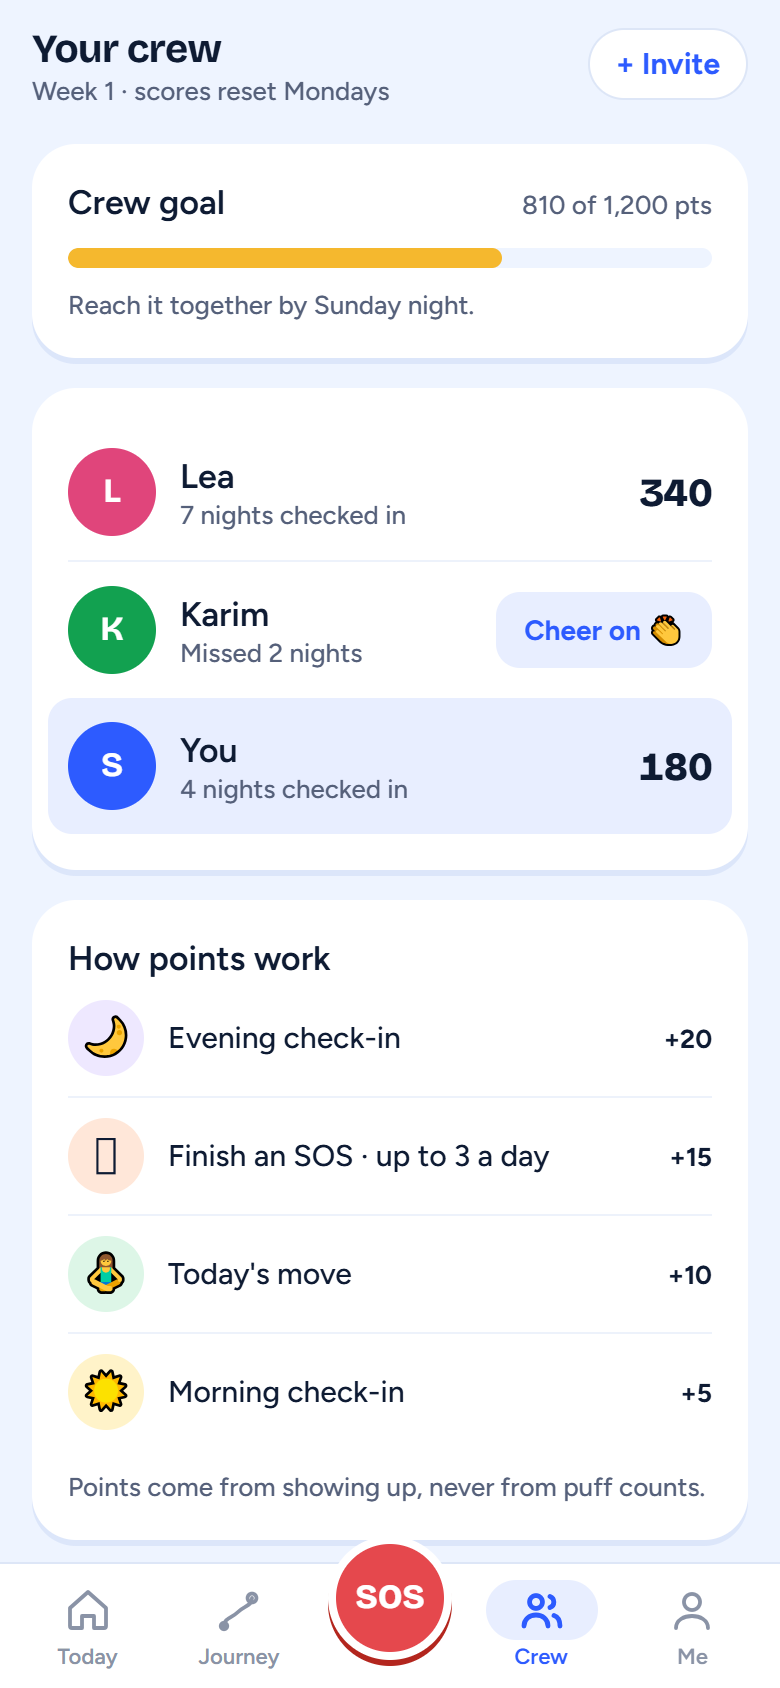 Your crew
Week 1 · scores reset Mondays
+ Invite
Crew goal
810 of 1,200 pts
Reach it together by Sunday night.
L
Lea
7 nights checked in
340
K
Karim
Missed 2 nights
Cheer on 👏
S
You
4 nights checked in
180
How points work
Evening check-in
+20
Finish an SOS · up to 3 a day
+15
Today's move
+10
Morning check-in
+5
Points come from showing up, never from puff counts.
Today
Journey
SOS
Crew
Me